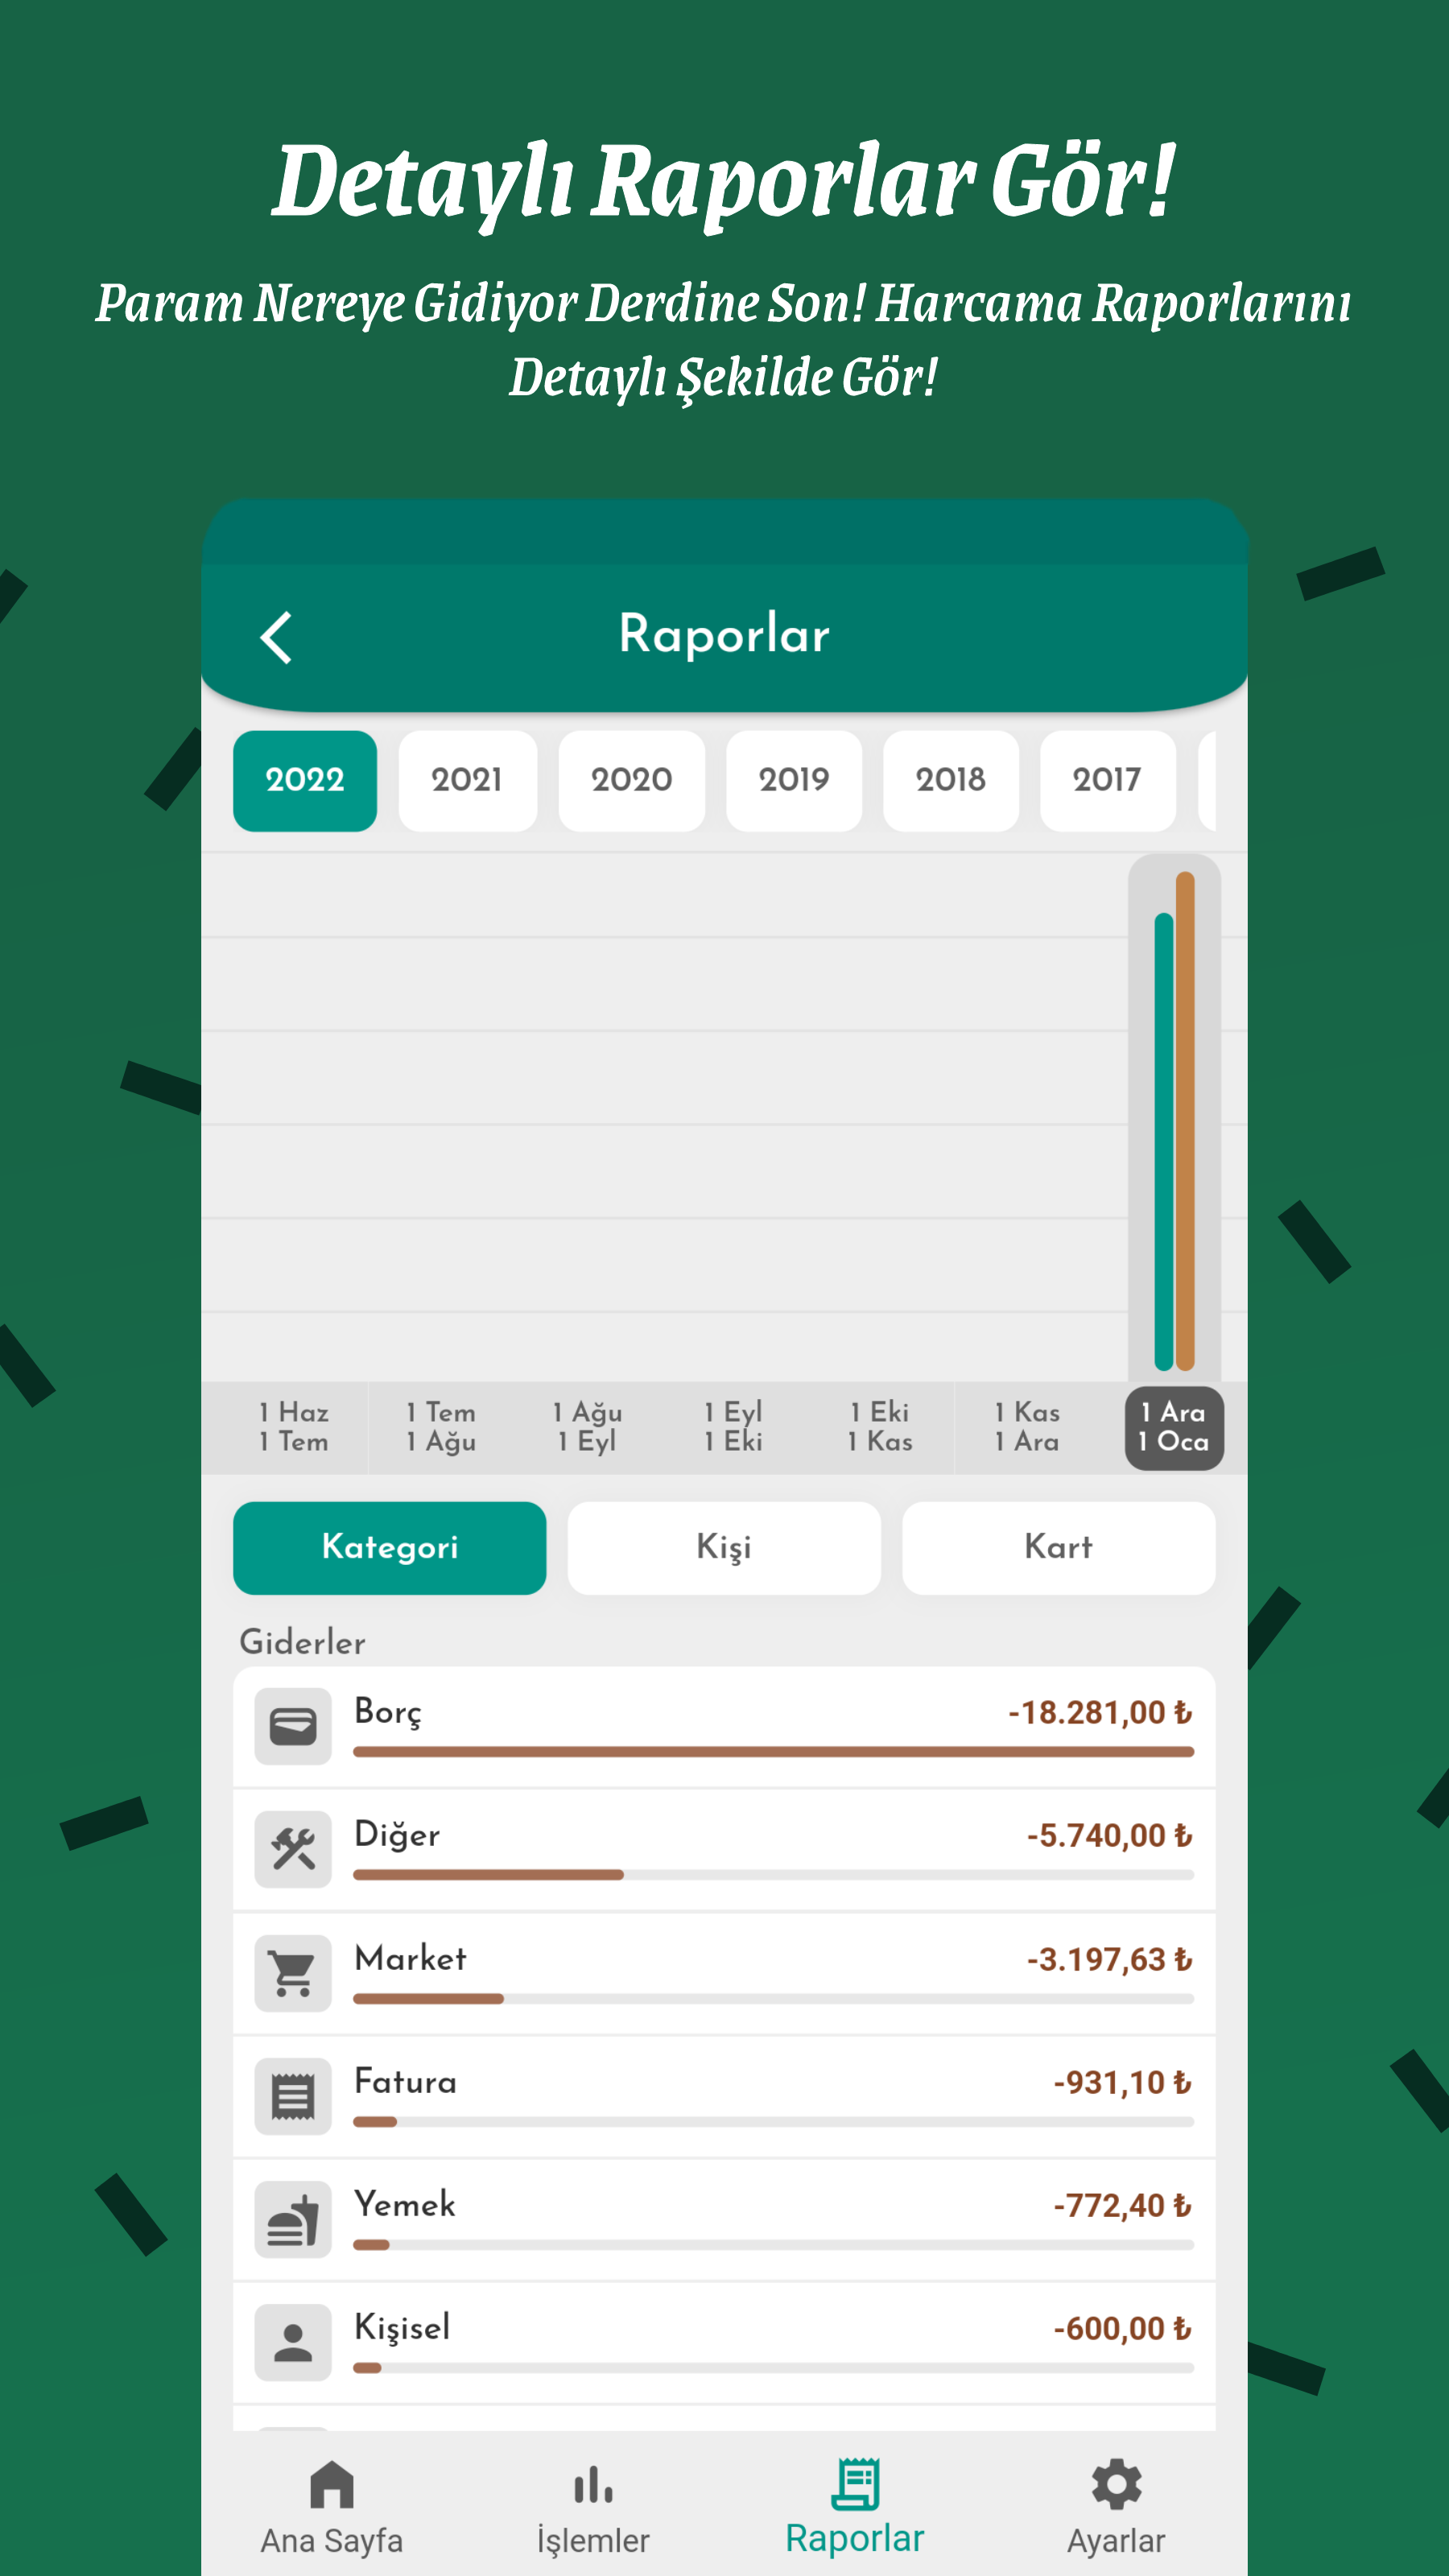 Detaylı Raporlar Gör!
Param Nereye Gidiyor Derdine Son! Harcama Raporlarını
Detaylı Şekilde Gör!
Raporlar
2022 2021 2020 2019 2018 2017
1 Haz 1 Tem 1 Ağu 1 Eyl 1 Eki 1 Kas 1 Ara
1 Tem 1 Ağu 1 Eyl 1 Eki 1 Kas 1 Ara 1 Oca
Kategori Kişi Kart
Giderler
Borç -18.281,00 ₺
Diğer -5.740,00 ₺
Market -3.197,63 ₺
Fatura -931,10 ₺
Yemek -772,40 ₺
Kişisel -600,00 ₺
Ana Sayfa İşlemler Raporlar Ayarlar